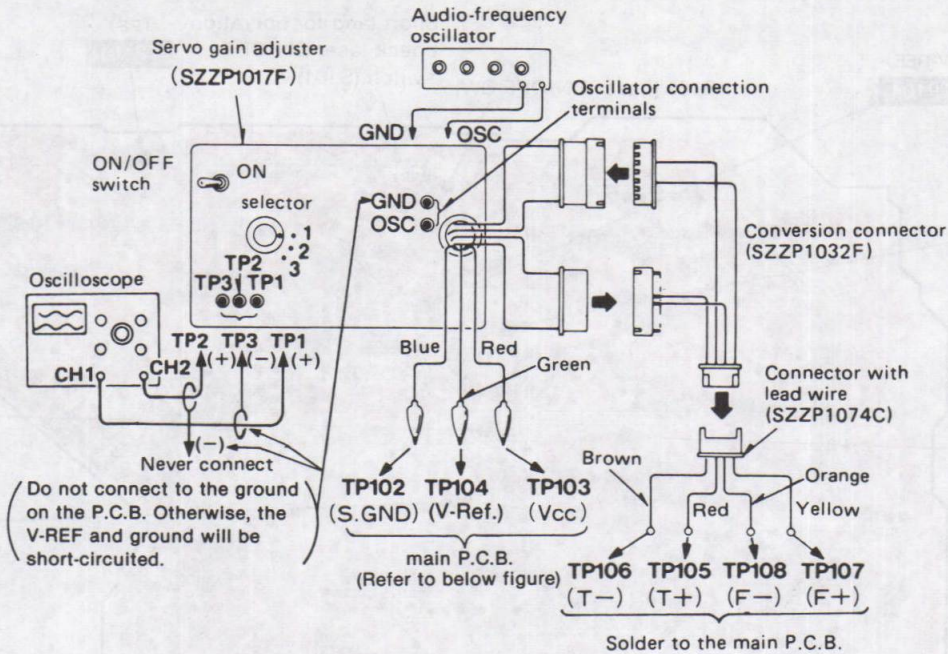 Audio-frequency
oscillator
Servo gain adjuster
(SZZP1017F)
Oscillator connection
terminals
GND OSC
ON/OFF
switch
ON
selector
GND
OSC
1
2
3
TP2
TP3 TP1
Conversion connector
(SZZP1032F)
Oscilloscope
TP2 TP3 TP1
(+) (-) (+)
CH1 CH2
Blue Red
Green
Connector with
lead wire
(SZZP1074C)
(-)
Never connect
(Do not connect to the ground
on the P.C.B. Otherwise, the
V-REF and ground will be
short-circuited.)
TP102 TP104 TP103
(S.GND) (V-Ref.) (Vcc)
main P.C.B.
(Refer to below figure)
Brown Orange
Red Yellow
TP106 TP105 TP108 TP107
(T-) (T+) (F-) (F+)
Solder to the main P.C.B.